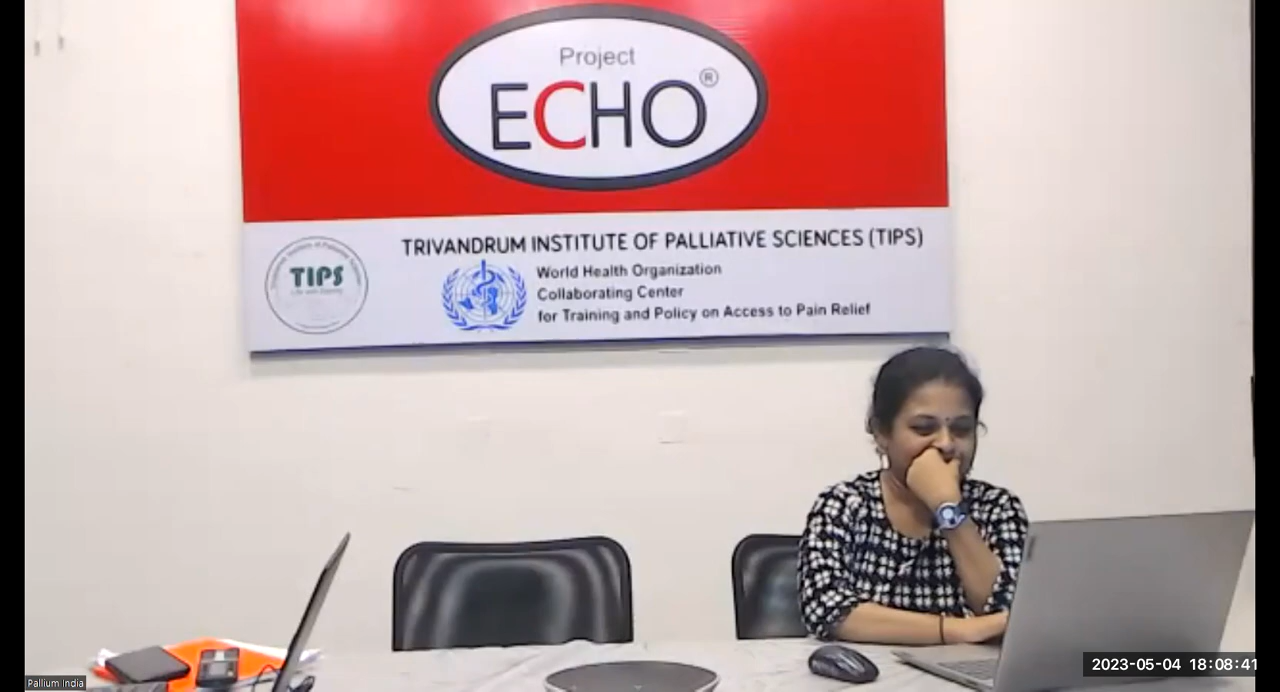 Project
ECHO®
TRIVANDRUM INSTITUTE OF PALLIATIVE SCIENCES (TIPS)
TIPS
World Health Organization
Collaborating Center
for Training and Policy on Access to Pain Relief
Pallium India
2023-05-04 18:08:41